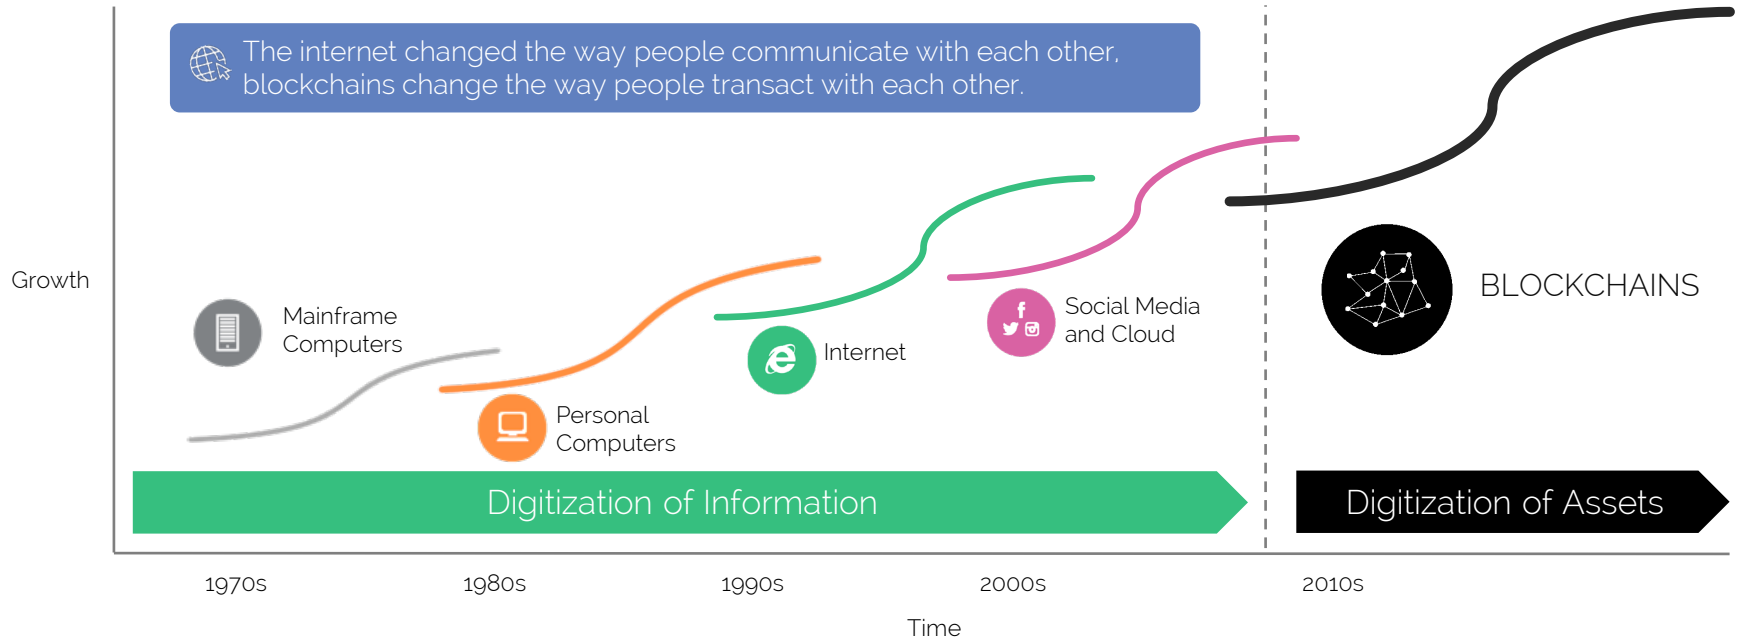 The internet changed the way people communicate with each other,
blockchains change the way people transact with each other.
Growth
Mainframe
Computers
Personal
Computers
Internet
Social Media
and Cloud
BLOCKCHAINS
Digitization of Information
Digitization of Assets
1970s
1980s
1990s
2000s
2010s
Time